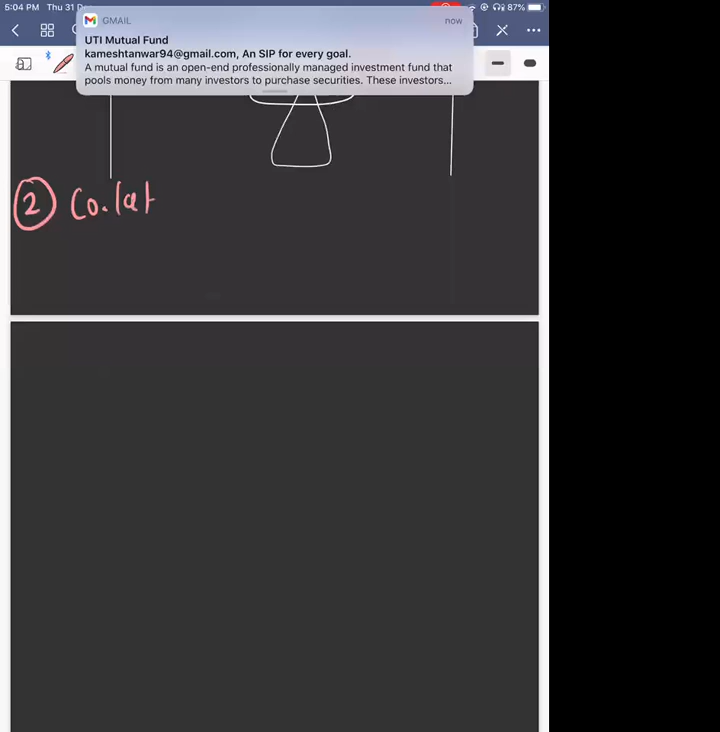 5:04 PM Thu 31 D
87%
GMAIL
now
UTI Mutual Fund
kameshtanwar94@gmail.com, An SIP for every goal.
A mutual fund is an open-end professionally managed investment fund that
pools money from many investors to purchase securities. These investors...
2 Co.lat